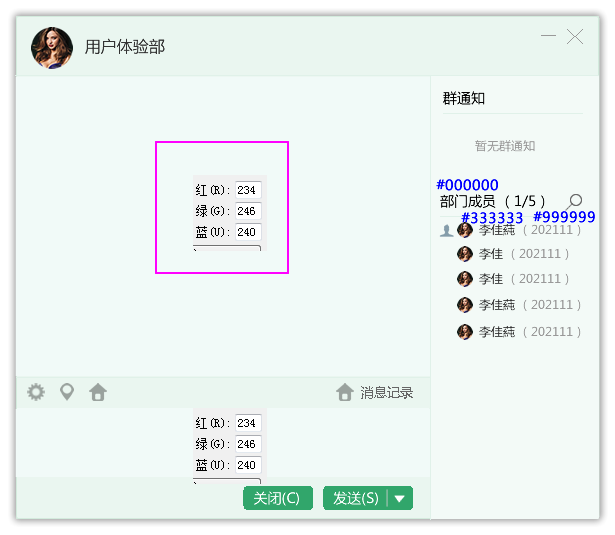 用户体验部
群通知
暂无群通知
红(R): 234
绿(G): 246
蓝(U): 240
#000000
部门成员 ( 1/5 )
#333333 #999999
李佳莼 ( 202111 )
李佳 ( 202111 )
李佳莼 ( 202111 )
李佳莼 ( 202111 )
李佳莼 ( 202111 )
消息记录
红(R): 234
绿(G): 246
蓝(U): 240
关闭(C) 发送(S)